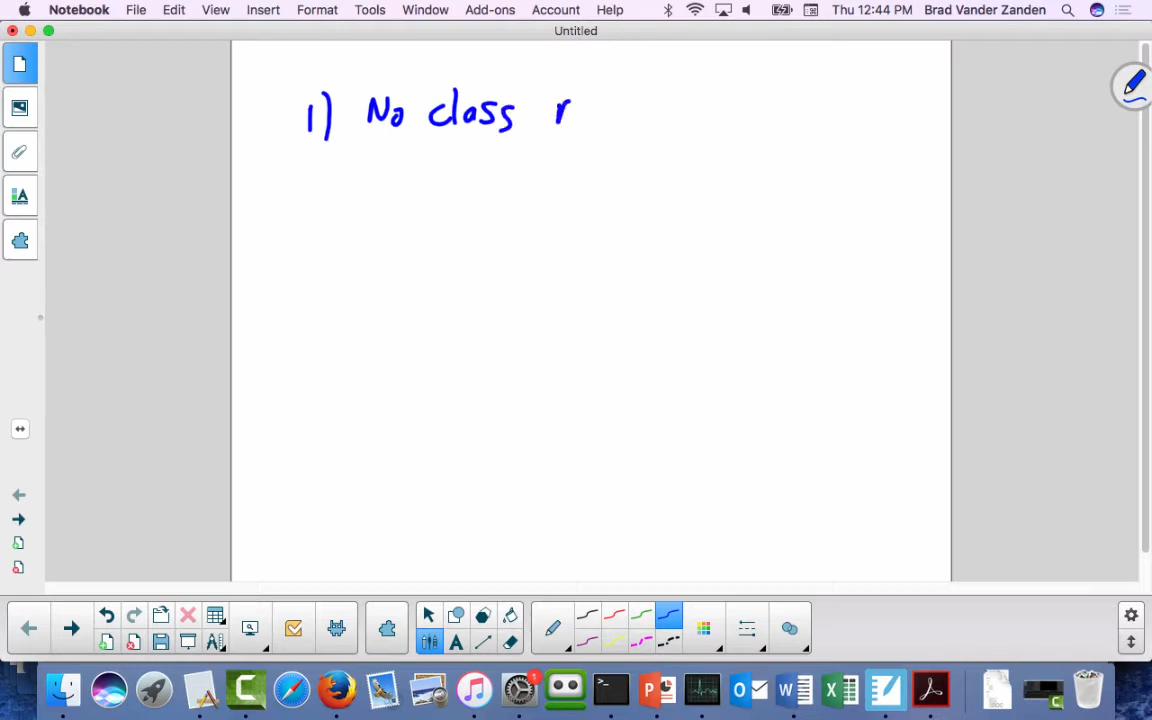 Notebook File Edit View Insert Format Tools Add-ons Window Account Help Thu 12:44 PM Brad Vander Zanden
Untitled
1) No class r